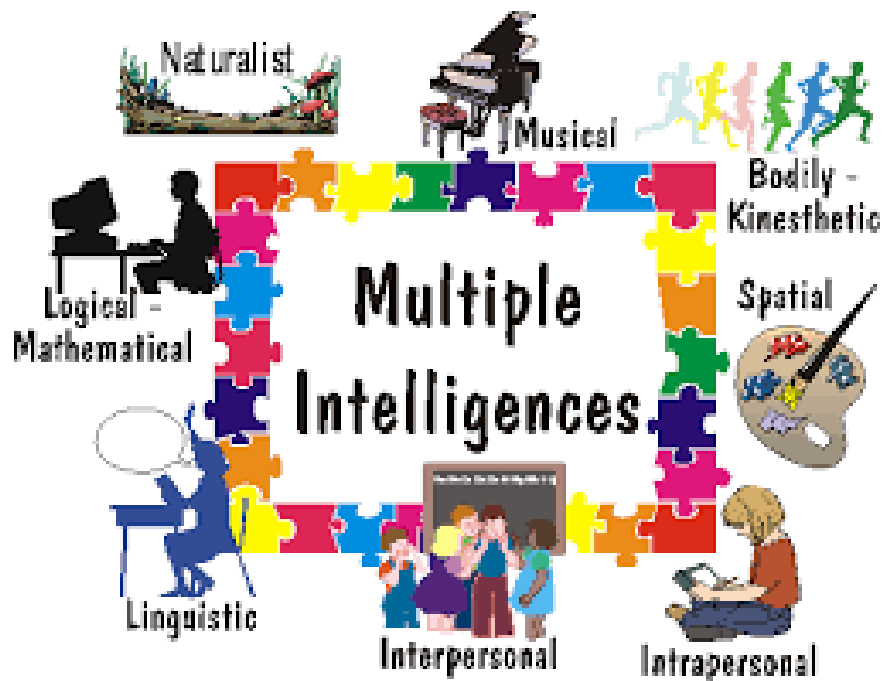 Naturalist
Musical
Bodily -
Kinesthetic
Logical -
Mathematical
Multiple
Intelligences
Spatial
Linguistic
Interpersonal
Intrapersonal